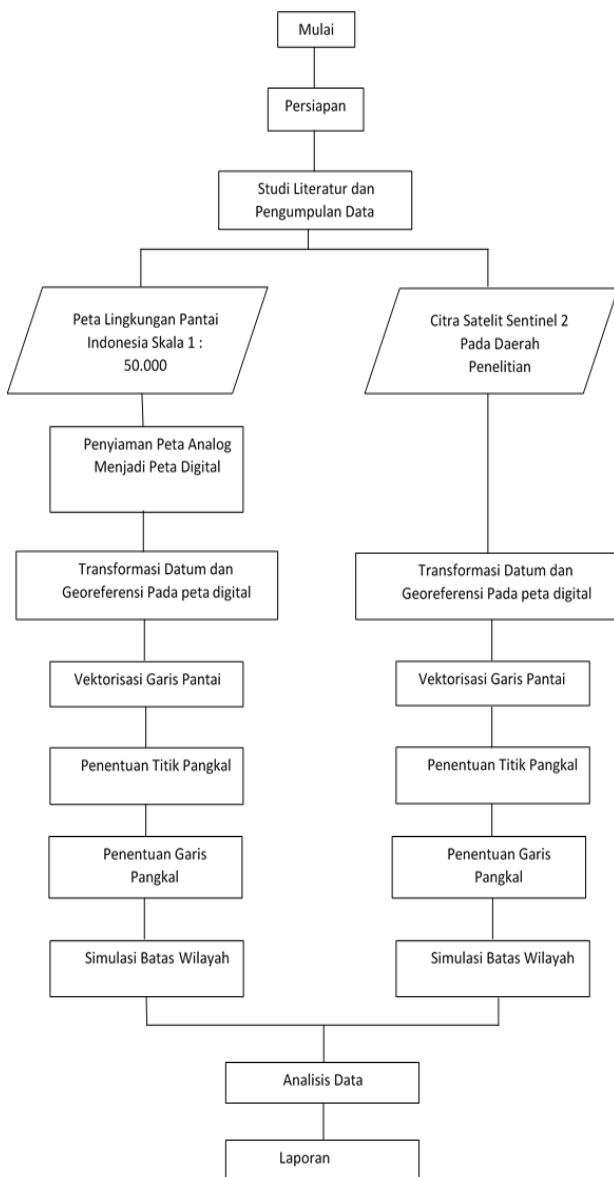 Mulai
Persiapan
Studi Literatur dan
Pengumpulan Data
Peta Lingkungan Pantai
Indonesia Skala 1 :
50.000
Citra Satelit Sentinel 2
Pada Daerah
Penelitian
Penyiaman Peta Analog
Menjadi Peta Digital
Transformasi Datum dan
Georeferensi Pada peta digital
Transformasi Datum dan
Georeferensi Pada peta digital
Vektorisasi Garis Pantai
Vektorisasi Garis Pantai
Penentuan Titik Pangkal
Penentuan Titik Pangkal
Penentuan Garis
Pangkal
Penentuan Garis
Pangkal
Simulasi Batas Wilayah
Simulasi Batas Wilayah
Analisis Data
Laporan